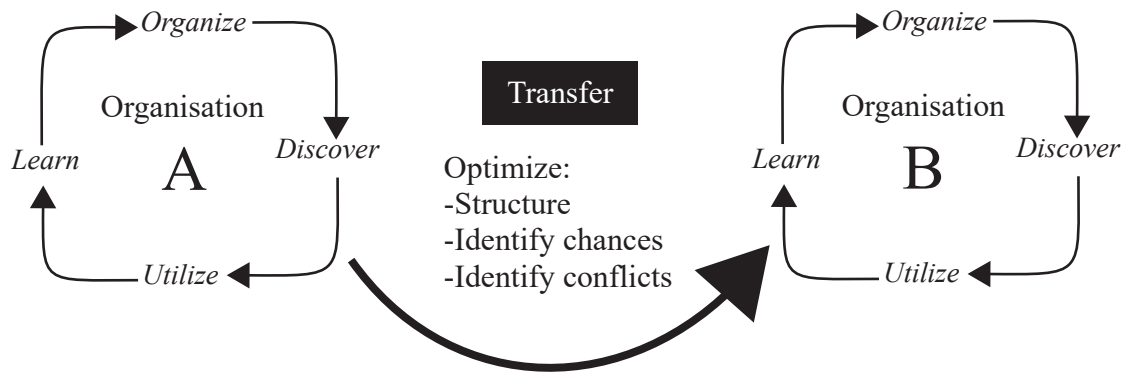 Organize
Organisation
A
Learn
Discover
Utilize
Transfer
Optimize:
-Structure
-Identify chances
-Identify conflicts
Organize
Organisation
B
Learn
Discover
Utilize